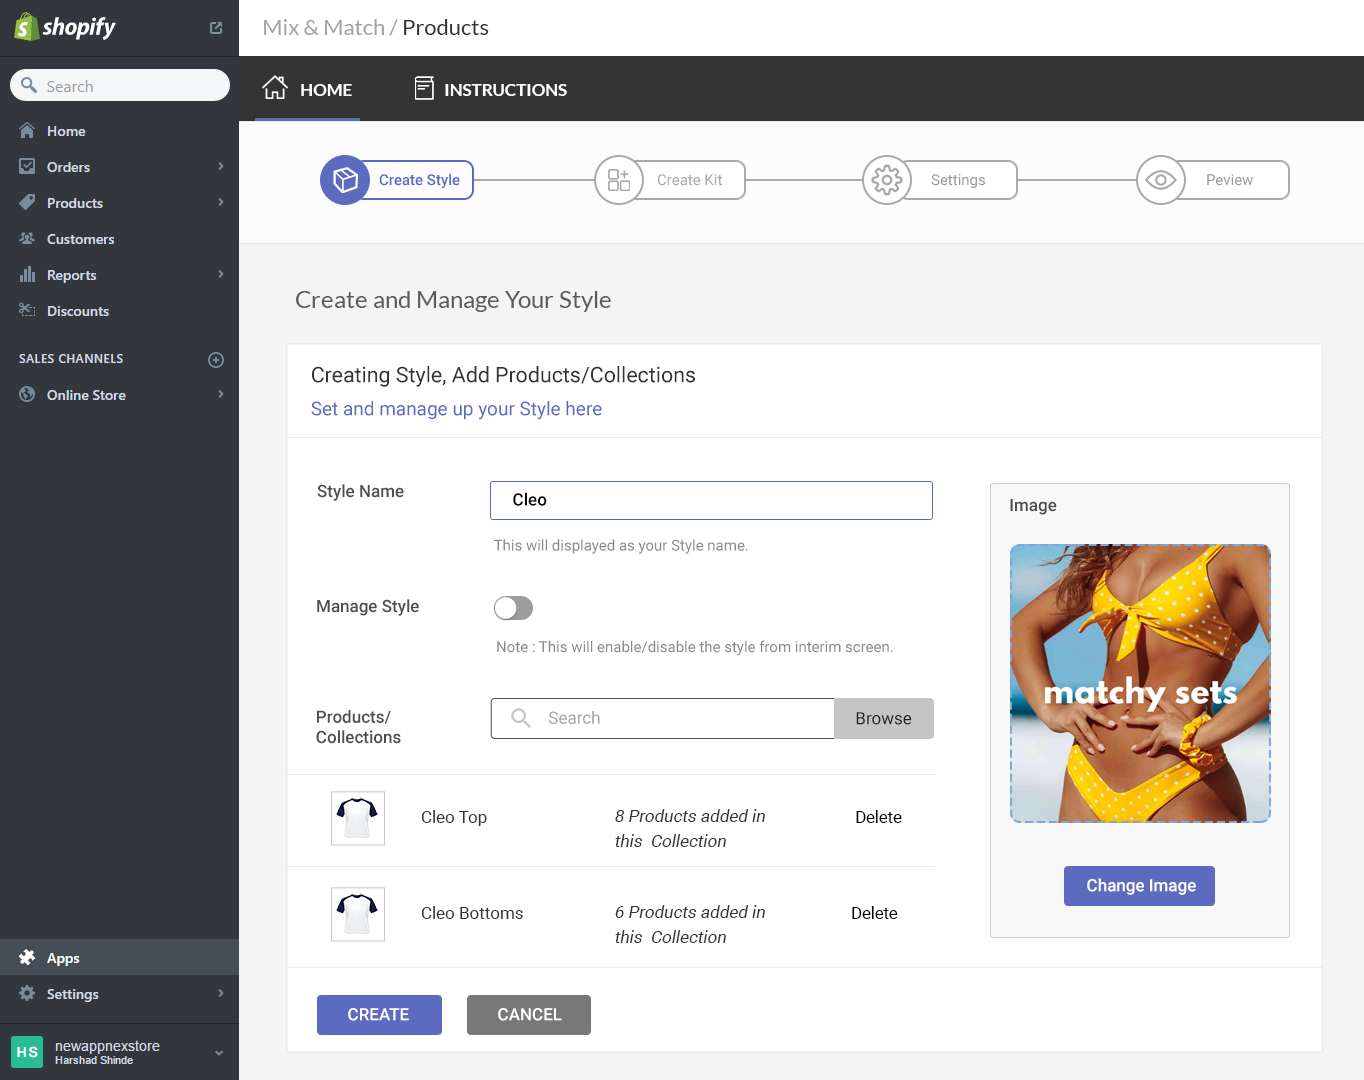 shopify
Mix & Match / Products
Search
HOME
INSTRUCTIONS
Home
Orders
Products
Customers
Reports
Discounts
SALES CHANNELS
Online Store
Apps
Settings
HS
newappnexstore
Harshad Shinde
Create Style
Create Kit
Settings
Peview
Create and Manage Your Style
Creating Style, Add Products/Collections
Set and manage up your Style here
Style Name
Cleo
This will displayed as your Style name.
Manage Style
Note : This will enable/disable the style from interim screen.
Products/
Collections
Search
Browse
Cleo Top
8 Products added in
this Collection
Delete
Cleo Bottoms
6 Products added in
this Collection
Delete
CREATE
CANCEL
Image
matchy sets
Change Image